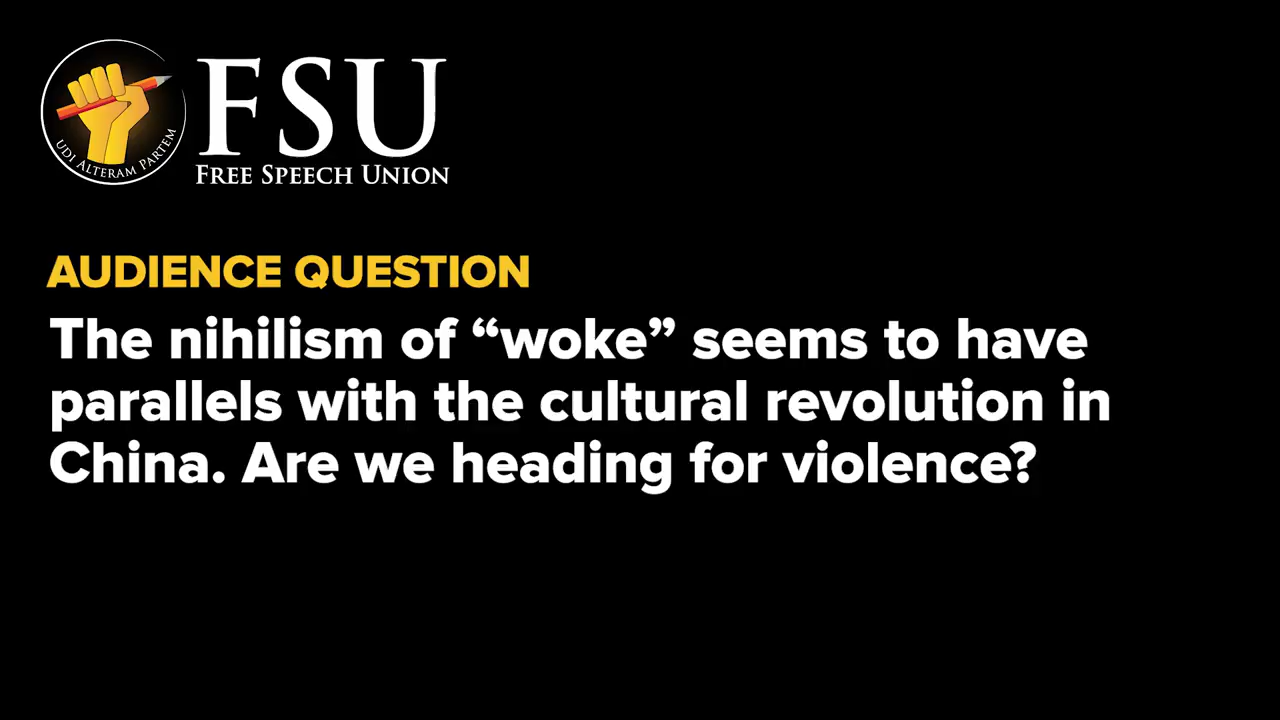 FSU
FREE SPEECH UNION
UDI ALTERAM PARTEM
AUDIENCE QUESTION
The nihilism of “woke” seems to have
parallels with the cultural revolution in
China. Are we heading for violence?